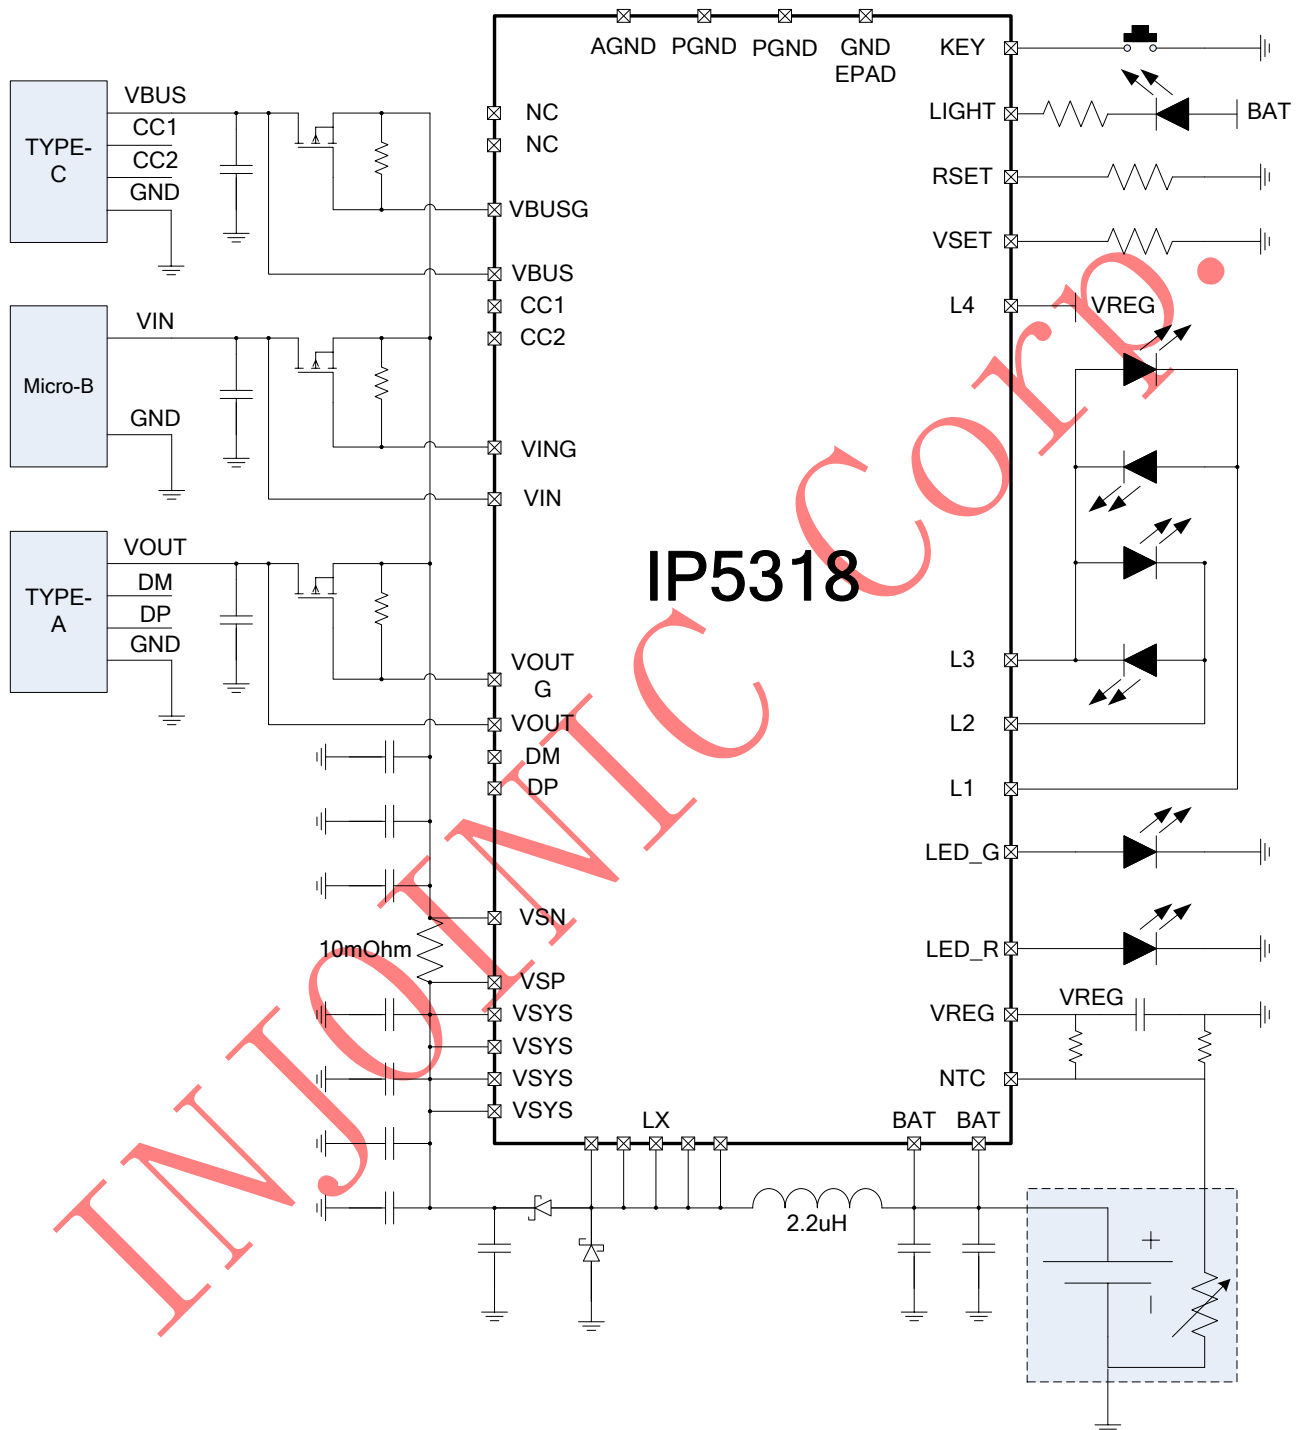 AGND PGND PGND GND EPAD
KEY
LIGHT
BAT
RSET
VSET
L4
VREG
L3
L2
L1
LED_G
LED_R
VREG
VREG
NTC
TYPE-C
VBUS
CC1
CC2
GND
NC
NC
VBUSG
VBUS
CC1
CC2
Micro-B
VIN
GND
VING
VIN
TYPE-A
VOUT
DM
DP
GND
VOUT
G
VOUT
DM
DP
IP5318
VSN
10mOhm
VSP
VSYS
VSYS
VSYS
VSYS
LX
BAT BAT
2.2uH
+
–
INJOINIC Corp.